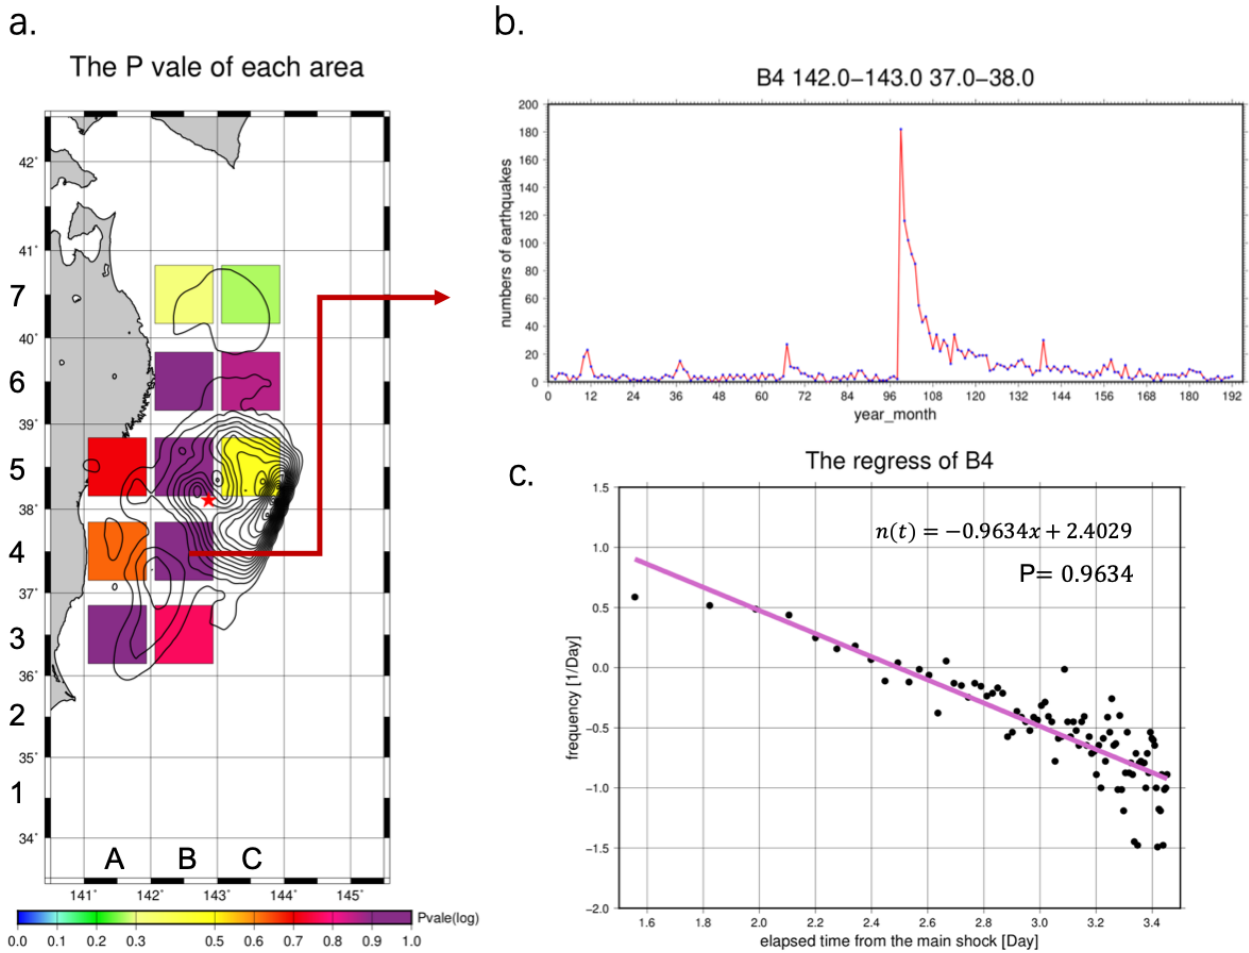 a.
The P vale of each area
42°
41°
40°
39°
38°
37°
36°
35°
34°
7
6
5
4
3
2
1
A B C
141° 142° 143° 144° 145°
Pvale(log)
0.0 0.1 0.2 0.3 0.5 0.6 0.7 0.8 0.9 1.0
b.
B4 142.0−143.0 37.0−38.0
numbers of earthquakes
200
180
160
140
120
100
80
60
40
20
0
0 12 24 36 48 60 72 84 96 108 120 132 144 156 168 180 192
year_month
c.
The regress of B4
n(t) = −0.9634x + 2.4029
P= 0.9634
frequency [1/Day]
1.5
1.0
0.5
0.0
−0.5
−1.0
−1.5
−2.0
1.6 1.8 2.0 2.2 2.4 2.6 2.8 3.0 3.2 3.4
elapsed time from the main shock [Day]